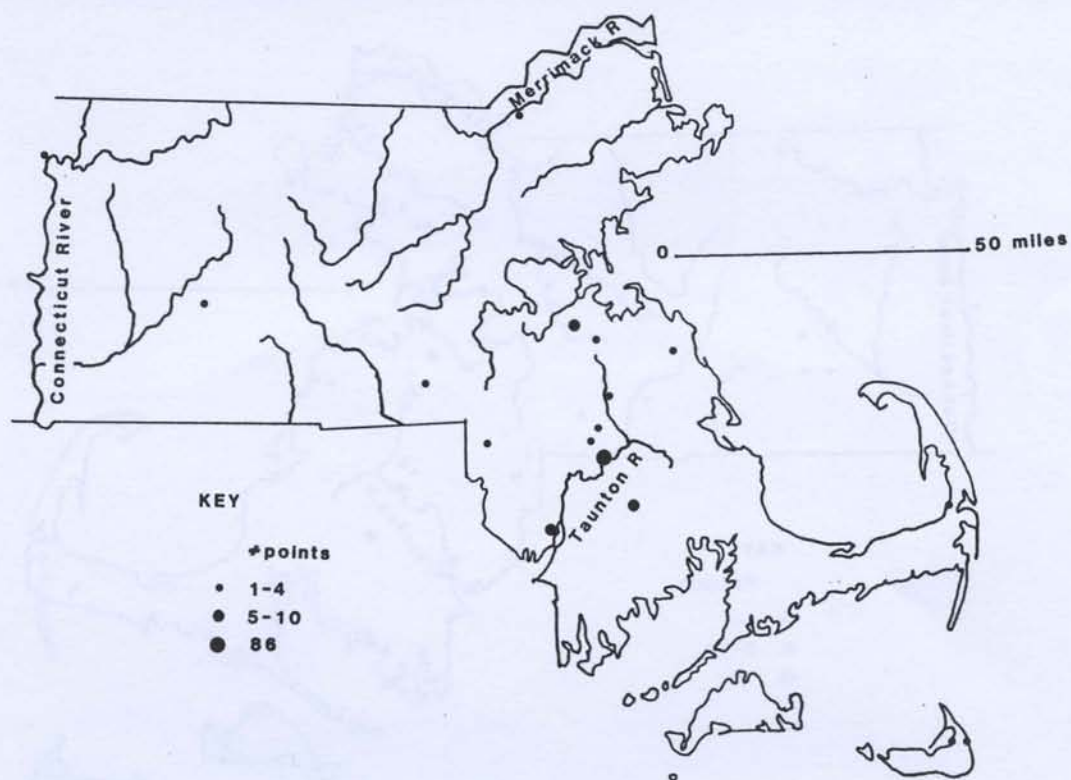 Merrimack R
Connecticut River
0 50 miles
Taunton R
KEY
#points
1-4
5-10
86